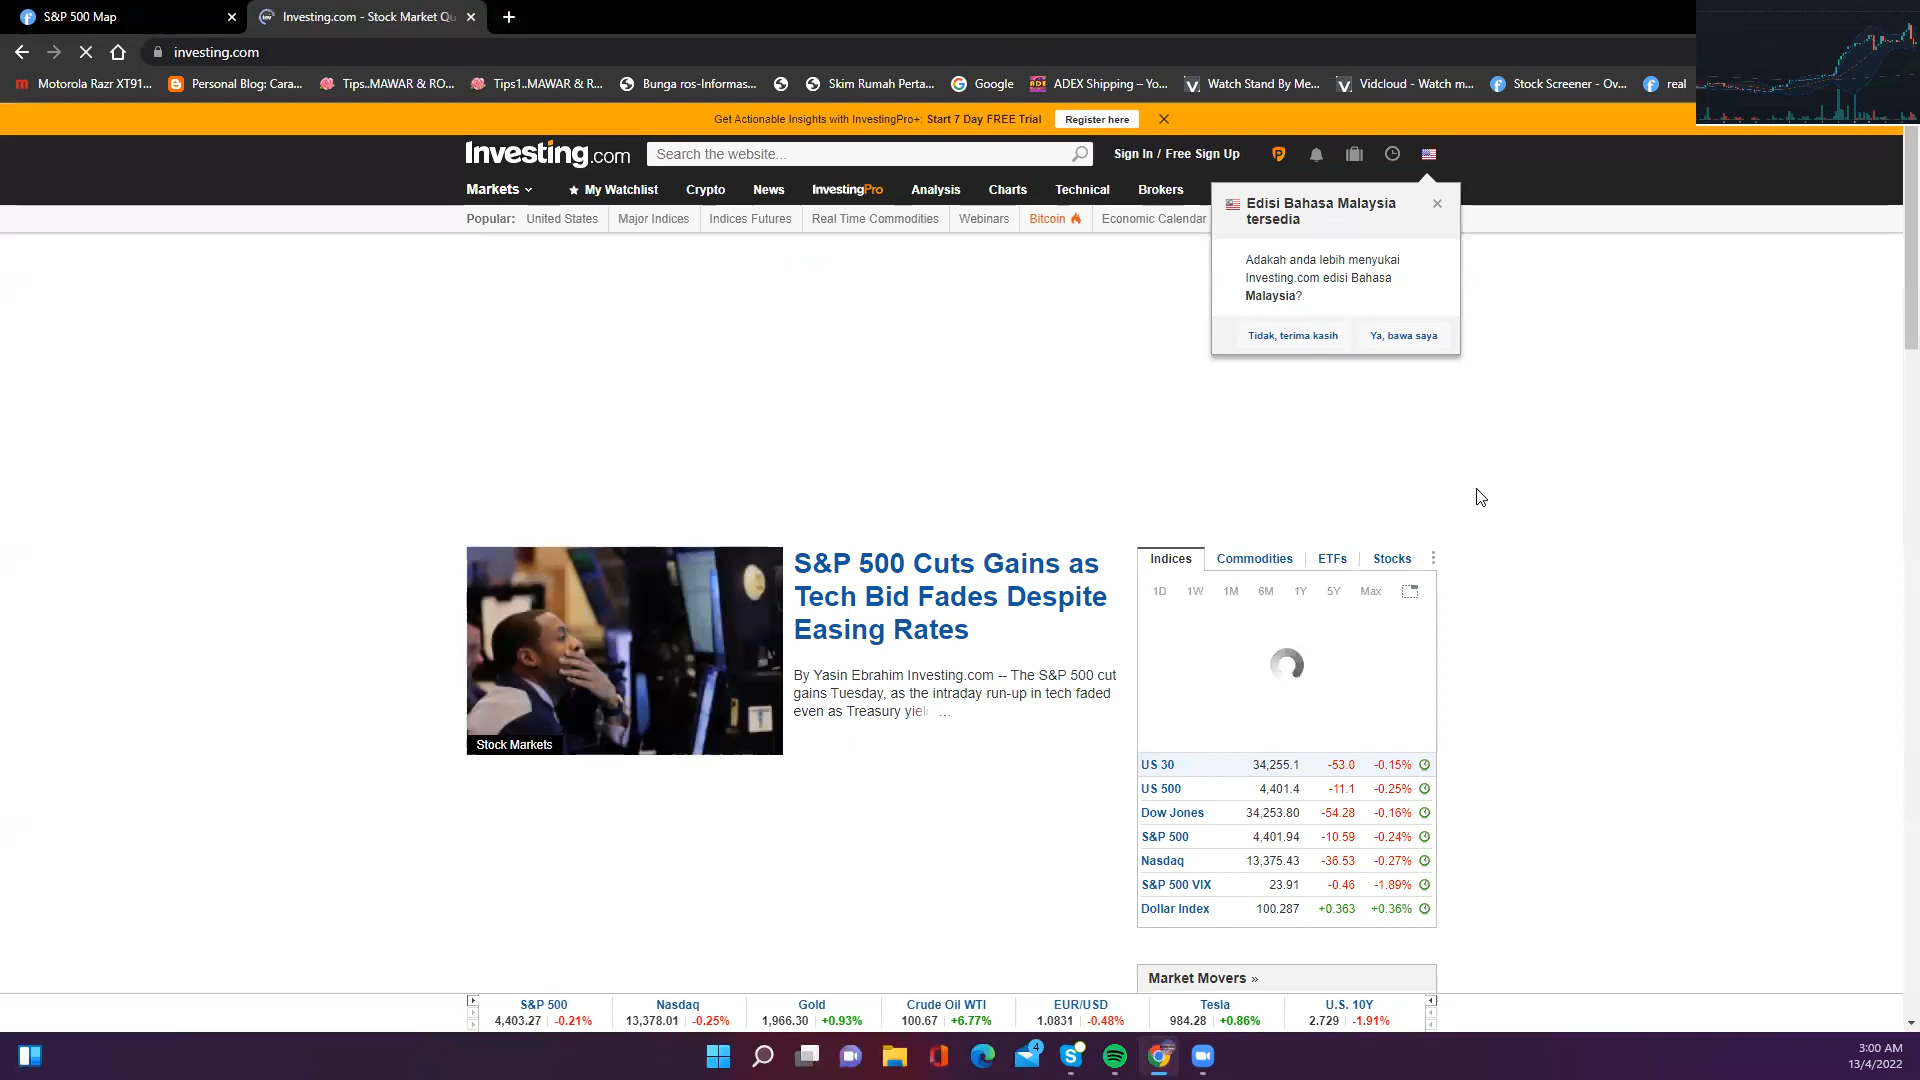 S&P 500 Map
Investing.com - Stock Market Qu
investing.com
Motorola Razr XT91...
Personal Blog: Cara...
Tips..MAWAR & RO...
Tips1..MAWAR & R...
Bunga ros-Informas...
Skim Rumah Perta...
Google
ADEX Shipping – Yo...
Watch Stand By Me...
Vidcloud - Watch m...
Stock Screener - Ov...
real
Get Actionable Insights with InvestingPro+: Start 7 Day FREE Trial
Register here
Investing.com
Search the website...
Sign In / Free Sign Up
Markets
My Watchlist
Crypto
News
InvestingPro
Analysis
Charts
Technical
Brokers
Popular:
United States
Major Indices
Indices Futures
Real Time Commodities
Webinars
Bitcoin
Economic Calendar
Edisi Bahasa Malaysia
tersedia
Adakah anda lebih menyukai
Investing.com edisi Bahasa
Malaysia?
Tidak, terima kasih
Ya, bawa saya
Stock Markets
S&P 500 Cuts Gains as
Tech Bid Fades Despite
Easing Rates
By Yasin Ebrahim Investing.com -- The S&P 500 cut
gains Tuesday, as the intraday run-up in tech faded
even as Treasury yiel ...
Indices
Commodities
ETFs
Stocks
1D 1W 1M 6M 1Y 5Y Max
US 30 34,255.1 -53.0 -0.15%
US 500 4,401.4 -11.1 -0.25%
Dow Jones 34,253.80 -54.28 -0.16%
S&P 500 4,401.94 -10.59 -0.24%
Nasdaq 13,375.43 -36.53 -0.27%
S&P 500 VIX 23.91 -0.46 -1.89%
Dollar Index 100.287 +0.363 +0.36%
Market Movers »
S&P 500
4,403.27 -0.21%
Nasdaq
13,378.01 -0.25%
Gold
1,966.30 +0.93%
Crude Oil WTI
100.67 +6.77%
EUR/USD
1.0831 -0.48%
Tesla
984.28 +0.86%
U.S. 10Y
2.729 -1.91%
4
3:00 AM
13/4/2022